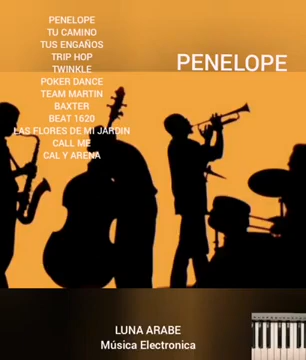 PENELOPE
TU CAMINO
TUS ENGAÑOS
TRIP HOP
TWINKLE
POKER DANCE
TEAM MARTIN
BAXTER
BEAT 1620
LAS FLORES DE MI JARDIN
CALL ME
CAL Y ARENA
PENELOPE
LUNA ARABE
Música Electronica